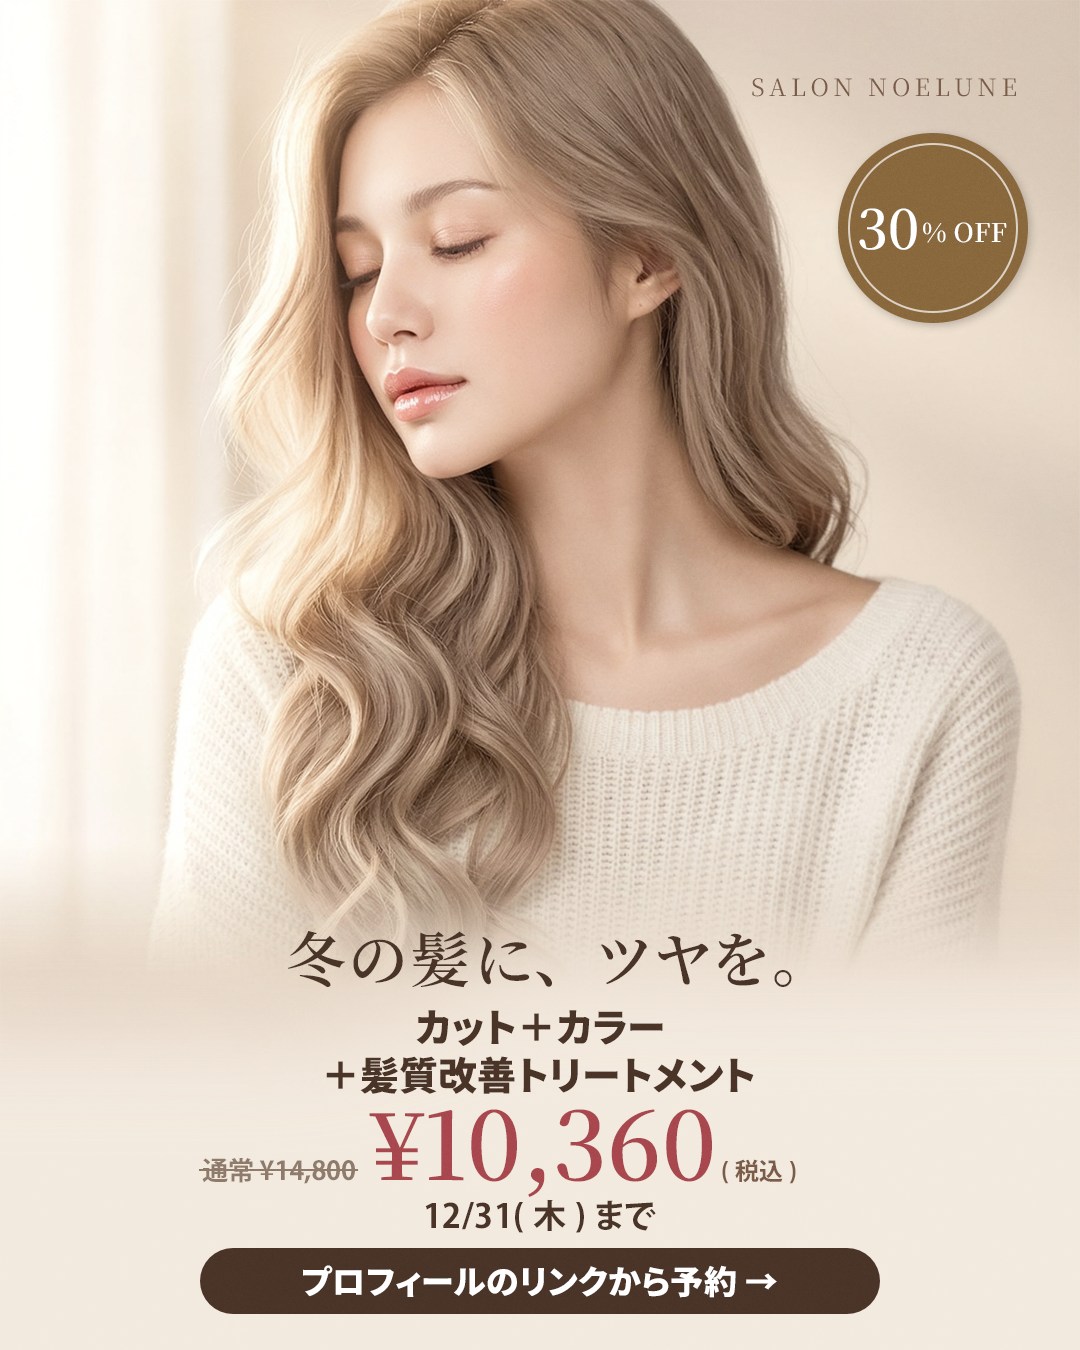 SALON NOELUNE
30% OFF
冬の髪に、ツヤを。
カット＋カラー
＋髪質改善トリートメント
通常 ¥14,800 ¥10,360 (税込)
12/31(木)まで
プロフィールのリンクから予約 →